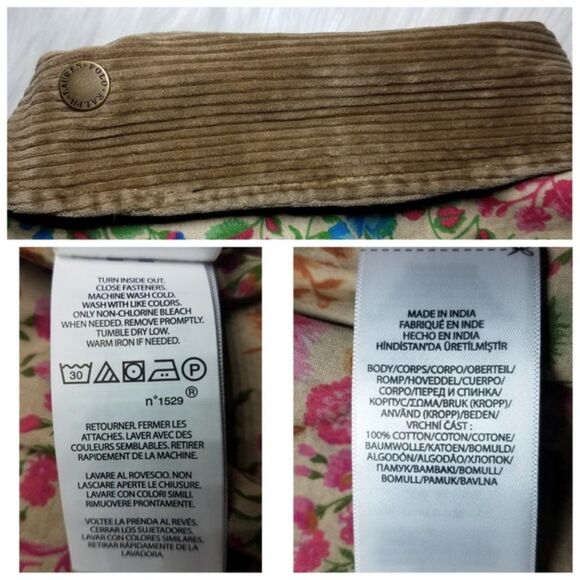 POLO · RALPH · LAUREN ·
TURN INSIDE OUT.
CLOSE FASTENERS.
MACHINE WASH COLD.
WASH WITH LIKE COLORS.
ONLY NON-CHLORINE BLEACH
WHEN NEEDED. REMOVE PROMPTLY.
TUMBLE DRY LOW.
WARM IRON IF NEEDED.
30 P
®
n°1529
RETOURNER. FERMER LES
ATTACHES. LAVER AVEC DES
COULEURS SEMBLABLES. RETIRER
RAPIDEMENT DE LA MACHINE.
LAVARE AL ROVESCIO. NON
LASCIARE APERTE LE CHIUSURE.
LAVARE CON COLORI SIMILI.
RIMUOVERE PRONTAMENTE.
VOLTEE LA PRENDA AL REVÉS.
CERRAR LOS SUJETADORES.
LAVAR CON COLORES SIMILARES.
RETIRAR RÁPIDAMENTE DE LA
LAVADORA.
MADE IN INDIA
FABRIQUÉ EN INDE
HECHO EN INDIA
HİNDİSTAN'DA ÜRETİLMİŞTİR
BODY/CORPS/CORPO/OBERTEIL/
ROMP/HOVEDDEL/CUERPO/
CORPO/ПЕРЕД И СПИНКА/
КОРПУС/ΣΩΜΑ/BRUK (KROPP)/
ANVÄND (KROPP)/BEDEN/
VRCHNÍ ČÁST :
100% COTTON/COTON/COTONE/
BAUMWOLLE/KATOEN/BOMULD/
ALGODÓN/ALGODÃO/ХЛОПОК/
ПАМУК/ΒΑΜΒΑΚΙ/BOMULL/
BOMULL/PAMUK/BAVLNA